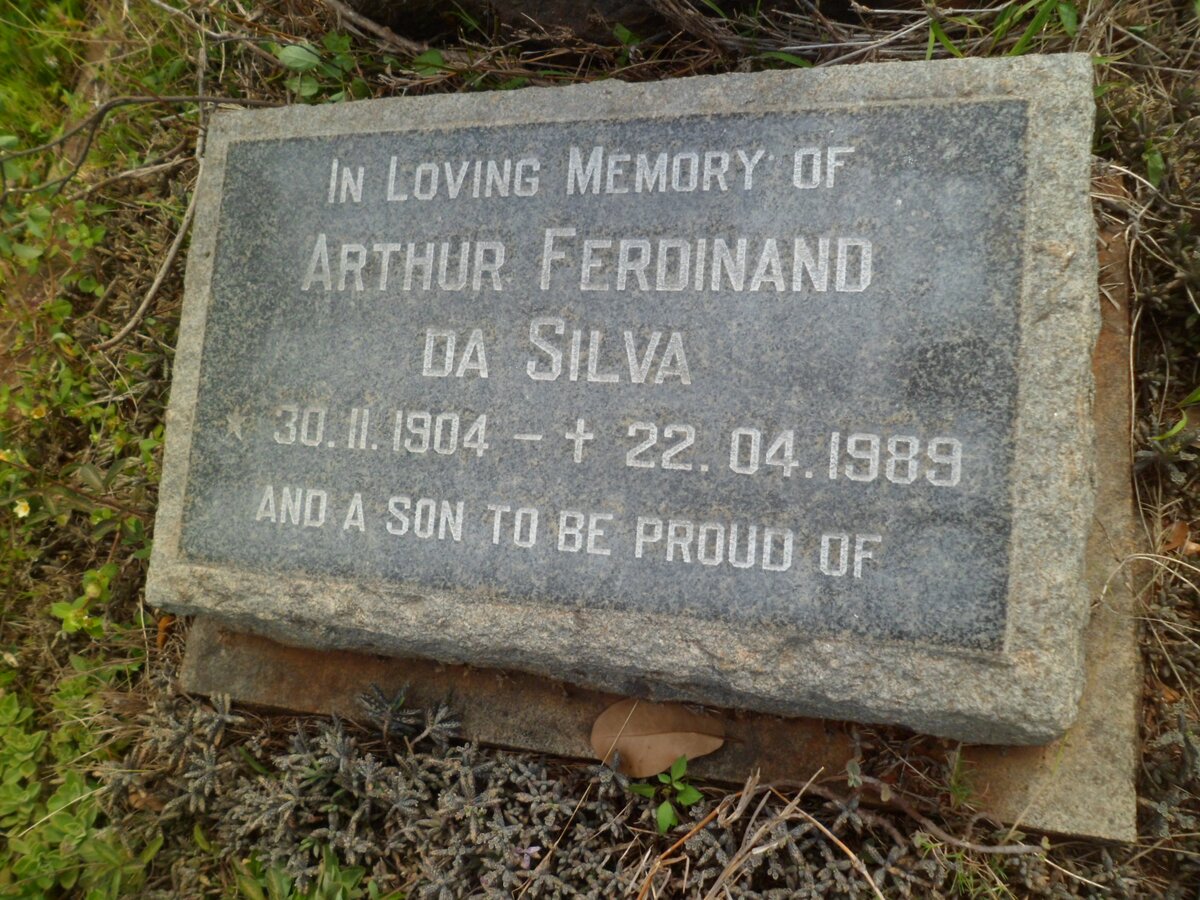 In Loving Memory of
Arthur Ferdinand
da Silva
* 30.11.1904 – † 22.04.1989
AND A SON TO BE PROUD OF